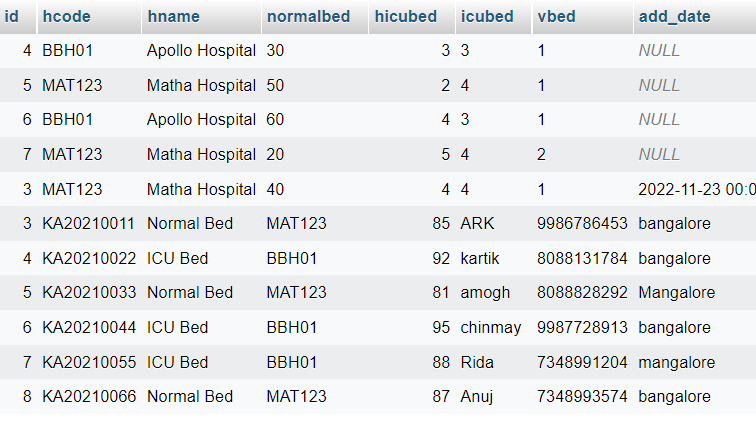 id hcode hname normalbed hicubed icubed vbed add_date
4 BBH01 Apollo Hospital 30 3 3 1 NULL
5 MAT123 Matha Hospital 50 2 4 1 NULL
6 BBH01 Apollo Hospital 60 4 3 1 NULL
7 MAT123 Matha Hospital 20 5 4 2 NULL
3 MAT123 Matha Hospital 40 4 4 1 2022-11-23 00:0
3 KA20210011 Normal Bed MAT123 85 ARK 9986786453 bangalore
4 KA20210022 ICU Bed BBH01 92 kartik 8088131784 bangalore
5 KA20210033 Normal Bed MAT123 81 amogh 8088828292 Mangalore
6 KA20210044 ICU Bed BBH01 95 chinmay 9987728913 bangalore
7 KA20210055 ICU Bed BBH01 88 Rida 7348991204 mangalore
8 KA20210066 Normal Bed MAT123 87 Anuj 7348993574 bangalore